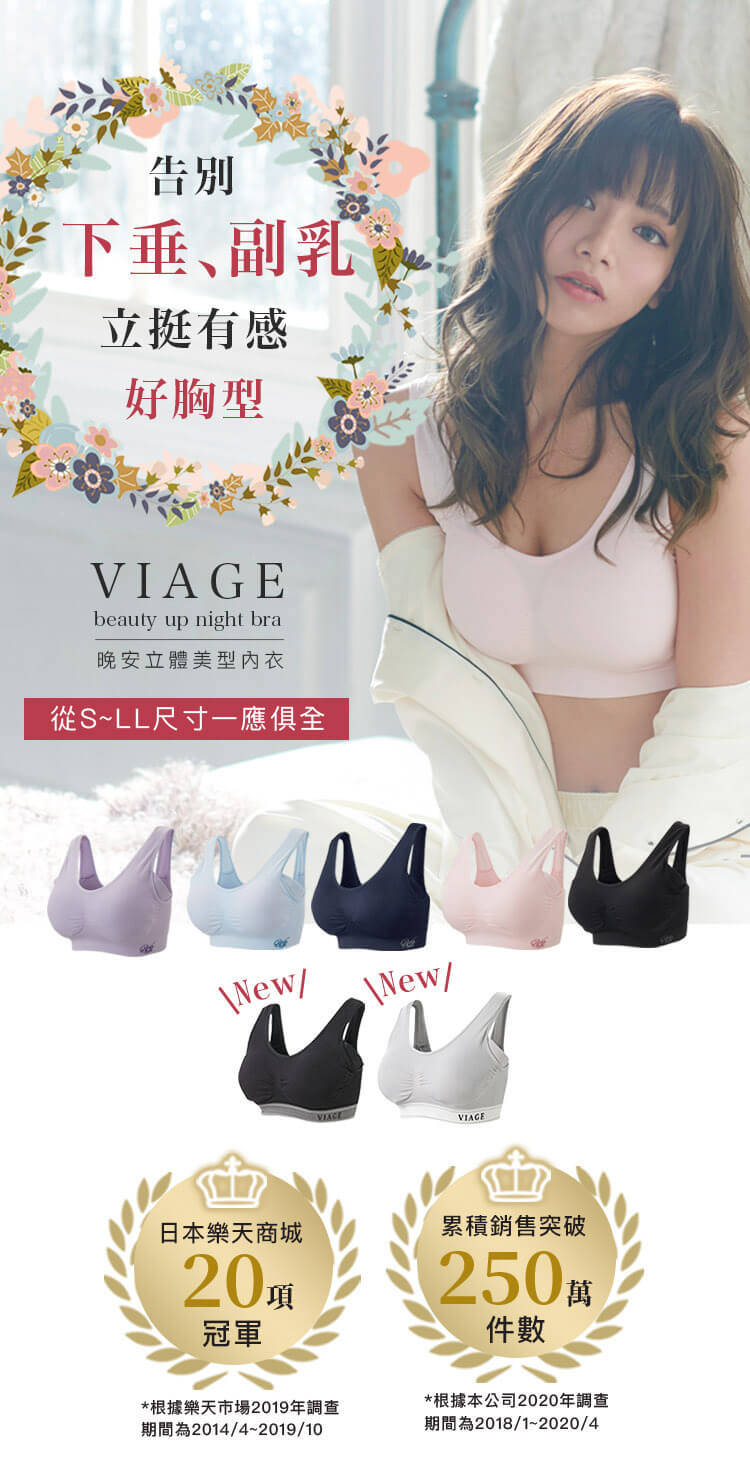 告別
下垂、副乳
立挺有感
好胸型
VIAGE
beauty up night bra
晚安立體美型內衣
從S~LL尺寸一應俱全
\New/
\New/
VIAGE
VIAGE
日本樂天商城
20項
冠軍
*根據樂天市場2019年調查
期間為2014/4~2019/10
累積銷售突破
250萬
件數
*根據本公司2020年調查
期間為2018/1~2020/4